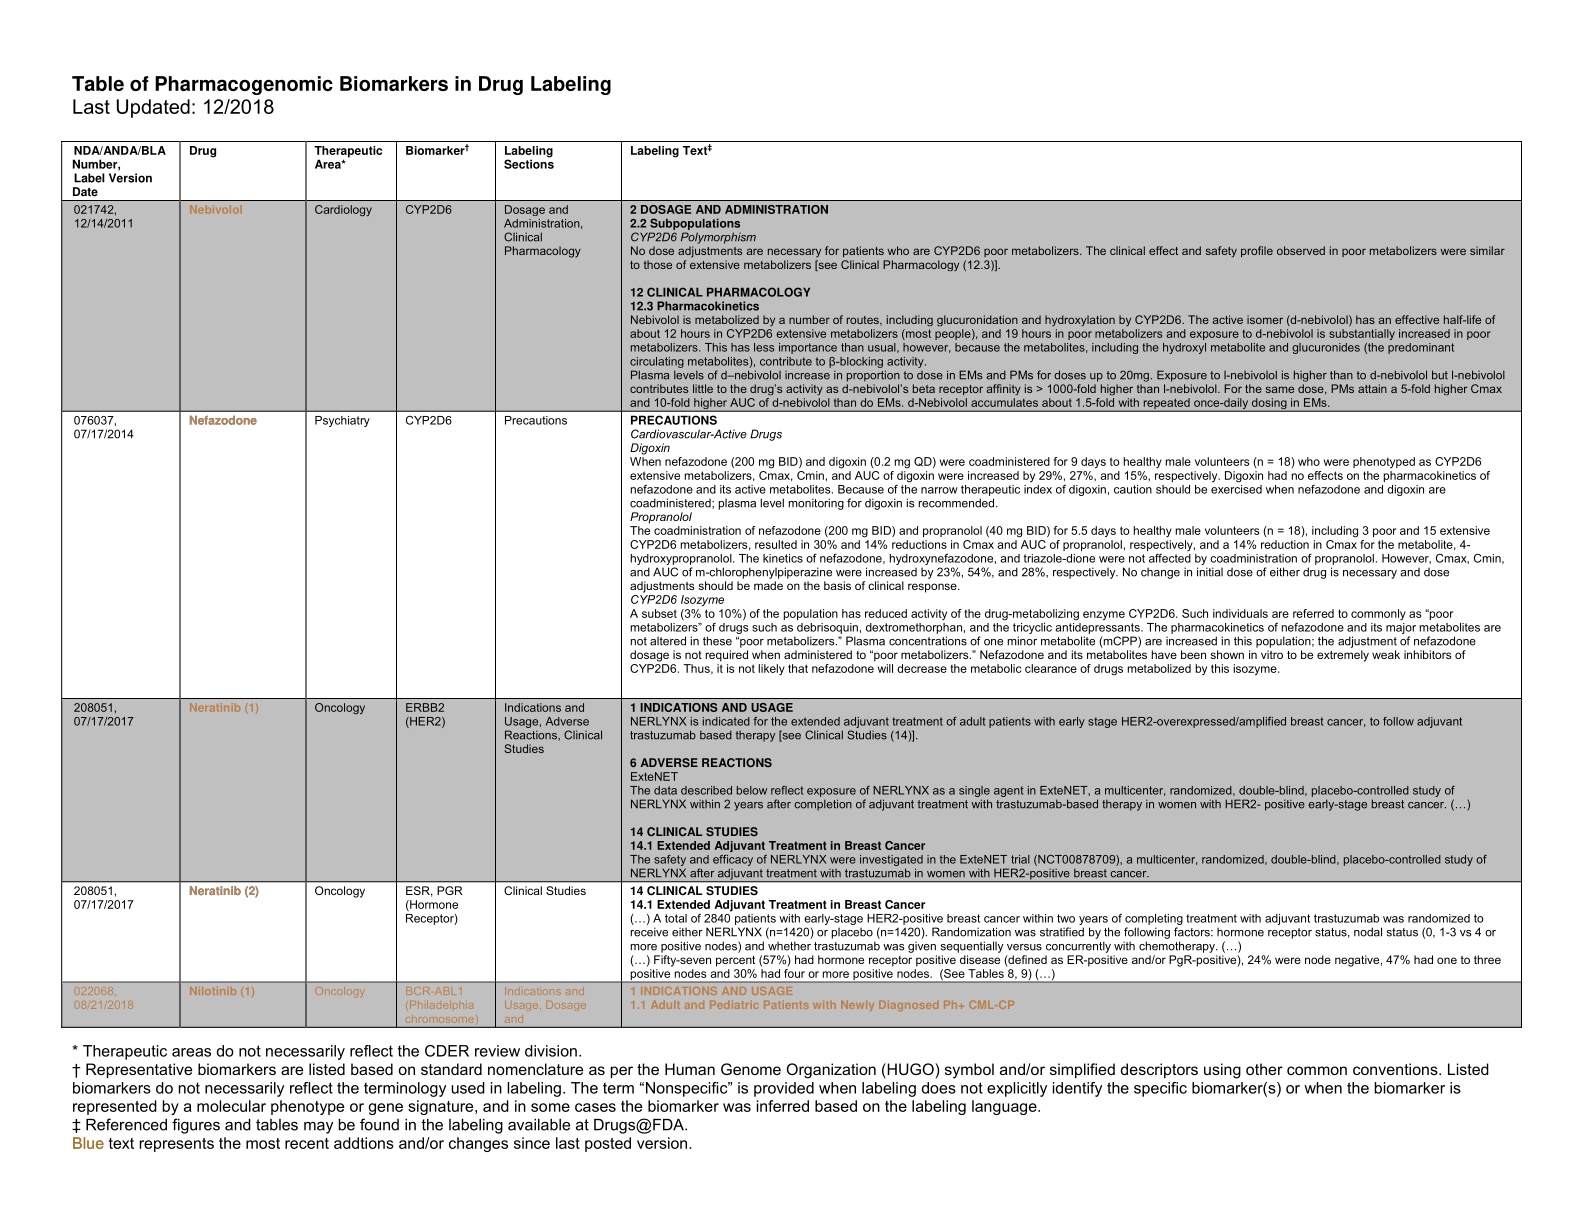 Table of Pharmacogenomic Biomarkers in Drug Labeling
Last Updated: 12/2018
NDA/ANDA/BLA
Number,
Label Version
Date
Drug
Therapeutic
Area*
Biomarker†
Labeling
Sections
Labeling Text‡
021742,
12/14/2011
Nebivolol
Cardiology
CYP2D6
Dosage and
Administration,
Clinical
Pharmacology
2 DOSAGE AND ADMINISTRATION
2.2 Subpopulations
CYP2D6 Polymorphism
No dose adjustments are necessary for patients who are CYP2D6 poor metabolizers. The clinical effect and safety profile observed in poor metabolizers were similar
to those of extensive metabolizers [see Clinical Pharmacology (12.3)].
12 CLINICAL PHARMACOLOGY
12.3 Pharmacokinetics
Nebivolol is metabolized by a number of routes, including glucuronidation and hydroxylation by CYP2D6. The active isomer (d-nebivolol) has an effective half-life of
about 12 hours in CYP2D6 extensive metabolizers (most people), and 19 hours in poor metabolizers and exposure to d-nebivolol is substantially increased in poor
metabolizers. This has less importance than usual, however, because the metabolites, including the hydroxyl metabolite and glucuronides (the predominant
circulating metabolites), contribute to β-blocking activity.
Plasma levels of d–nebivolol increase in proportion to dose in EMs and PMs for doses up to 20mg. Exposure to l-nebivolol is higher than to d-nebivolol but l-nebivolol
contributes little to the drug's activity as d-nebivolol's beta receptor affinity is > 1000-fold higher than l-nebivolol. For the same dose, PMs attain a 5-fold higher Cmax
and 10-fold higher AUC of d-nebivolol than do EMs. d-Nebivolol accumulates about 1.5-fold with repeated once-daily dosing in EMs.
076037,
07/17/2014
Nefazodone
Psychiatry
CYP2D6
Precautions
PRECAUTIONS
Cardiovascular-Active Drugs
Digoxin
When nefazodone (200 mg BID) and digoxin (0.2 mg QD) were coadministered for 9 days to healthy male volunteers (n = 18) who were phenotyped as CYP2D6
extensive metabolizers, Cmax, Cmin, and AUC of digoxin were increased by 29%, 27%, and 15%, respectively. Digoxin had no effects on the pharmacokinetics of
nefazodone and its active metabolites. Because of the narrow therapeutic index of digoxin, caution should be exercised when nefazodone and digoxin are
coadministered; plasma level monitoring for digoxin is recommended.
Propranolol
The coadministration of nefazodone (200 mg BID) and propranolol (40 mg BID) for 5.5 days to healthy male volunteers (n = 18), including 3 poor and 15 extensive
CYP2D6 metabolizers, resulted in 30% and 14% reductions in Cmax and AUC of propranolol, respectively, and a 14% reduction in Cmax for the metabolite, 4-
hydroxypropranolol. The kinetics of nefazodone, hydroxynefazodone, and triazole-dione were not affected by coadministration of propranolol. However, Cmax, Cmin,
and AUC of m-chlorophenylpiperazine were increased by 23%, 54%, and 28%, respectively. No change in initial dose of either drug is necessary and dose
adjustments should be made on the basis of clinical response.
CYP2D6 Isozyme
A subset (3% to 10%) of the population has reduced activity of the drug-metabolizing enzyme CYP2D6. Such individuals are referred to commonly as “poor
metabolizers” of drugs such as debrisoquin, dextromethorphan, and the tricyclic antidepressants. The pharmacokinetics of nefazodone and its major metabolites are
not altered in these “poor metabolizers.” Plasma concentrations of one minor metabolite (mCPP) are increased in this population; the adjustment of nefazodone
dosage is not required when administered to “poor metabolizers.” Nefazodone and its metabolites have been shown in vitro to be extremely weak inhibitors of
CYP2D6. Thus, it is not likely that nefazodone will decrease the metabolic clearance of drugs metabolized by this isozyme.
208051,
07/17/2017
Neratinib (1)
Oncology
ERBB2
(HER2)
Indications and
Usage, Adverse
Reactions, Clinical
Studies
1 INDICATIONS AND USAGE
NERLYNX is indicated for the extended adjuvant treatment of adult patients with early stage HER2-overexpressed/amplified breast cancer, to follow adjuvant
trastuzumab based therapy [see Clinical Studies (14)].
6 ADVERSE REACTIONS
ExteNET
The data described below reflect exposure of NERLYNX as a single agent in ExteNET, a multicenter, randomized, double-blind, placebo-controlled study of
NERLYNX within 2 years after completion of adjuvant treatment with trastuzumab-based therapy in women with HER2- positive early-stage breast cancer. (…)
14 CLINICAL STUDIES
14.1 Extended Adjuvant Treatment in Breast Cancer
The safety and efficacy of NERLYNX were investigated in the ExteNET trial (NCT00878709), a multicenter, randomized, double-blind, placebo-controlled study of
NERLYNX after adjuvant treatment with trastuzumab in women with HER2-positive breast cancer.
208051,
07/17/2017
Neratinib (2)
Oncology
ESR, PGR
(Hormone
Receptor)
Clinical Studies
14 CLINICAL STUDIES
14.1 Extended Adjuvant Treatment in Breast Cancer
(…) A total of 2840 patients with early-stage HER2-positive breast cancer within two years of completing treatment with adjuvant trastuzumab was randomized to
receive either NERLYNX (n=1420) or placebo (n=1420). Randomization was stratified by the following factors: hormone receptor status, nodal status (0, 1-3 vs 4 or
more positive nodes) and whether trastuzumab was given sequentially versus concurrently with chemotherapy. (…)
(…) Fifty-seven percent (57%) had hormone receptor positive disease (defined as ER-positive and/or PgR-positive), 24% were node negative, 47% had one to three
positive nodes and 30% had four or more positive nodes. (See Tables 8, 9) (…)
022068,
08/21/2018
Nilotinib (1)
Oncology
BCR-ABL1
(Philadelphia
chromosome)
Indications and
Usage, Dosage
and
1 INDICATIONS AND USAGE
1.1 Adult and Pediatric Patients with Newly Diagnosed Ph+ CML-CP
* Therapeutic areas do not necessarily reflect the CDER review division.
† Representative biomarkers are listed based on standard nomenclature as per the Human Genome Organization (HUGO) symbol and/or simplified descriptors using other common conventions. Listed
biomarkers do not necessarily reflect the terminology used in labeling. The term “Nonspecific” is provided when labeling does not explicitly identify the specific biomarker(s) or when the biomarker is
represented by a molecular phenotype or gene signature, and in some cases the biomarker was inferred based on the labeling language.
‡ Referenced figures and tables may be found in the labeling available at Drugs@FDA.
Blue text represents the most recent addtions and/or changes since last posted version.